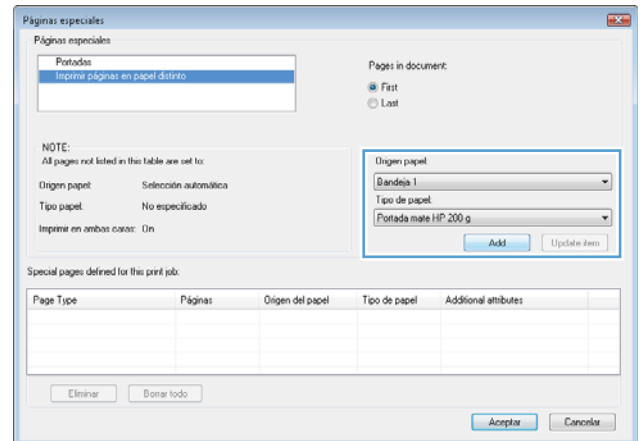 Páginas especiales
Páginas especiales
Portadas
Imprimir páginas en papel distinto
Pages in document:
First
Last
NOTE:
All pages not listed in this table are set to:
Origen papel: Selección automática
Tipo papel: No especificado
Imprimir en ambas caras: On
Origen papel:
Bandeja 1
Tipo de papel:
Portada mate HP 200 g
Add Update item
Special pages defined for this print job:
Page Type Páginas Origen del papel Tipo de papel Additional attributes
Eliminar Borrar todo
Aceptar Cancelar